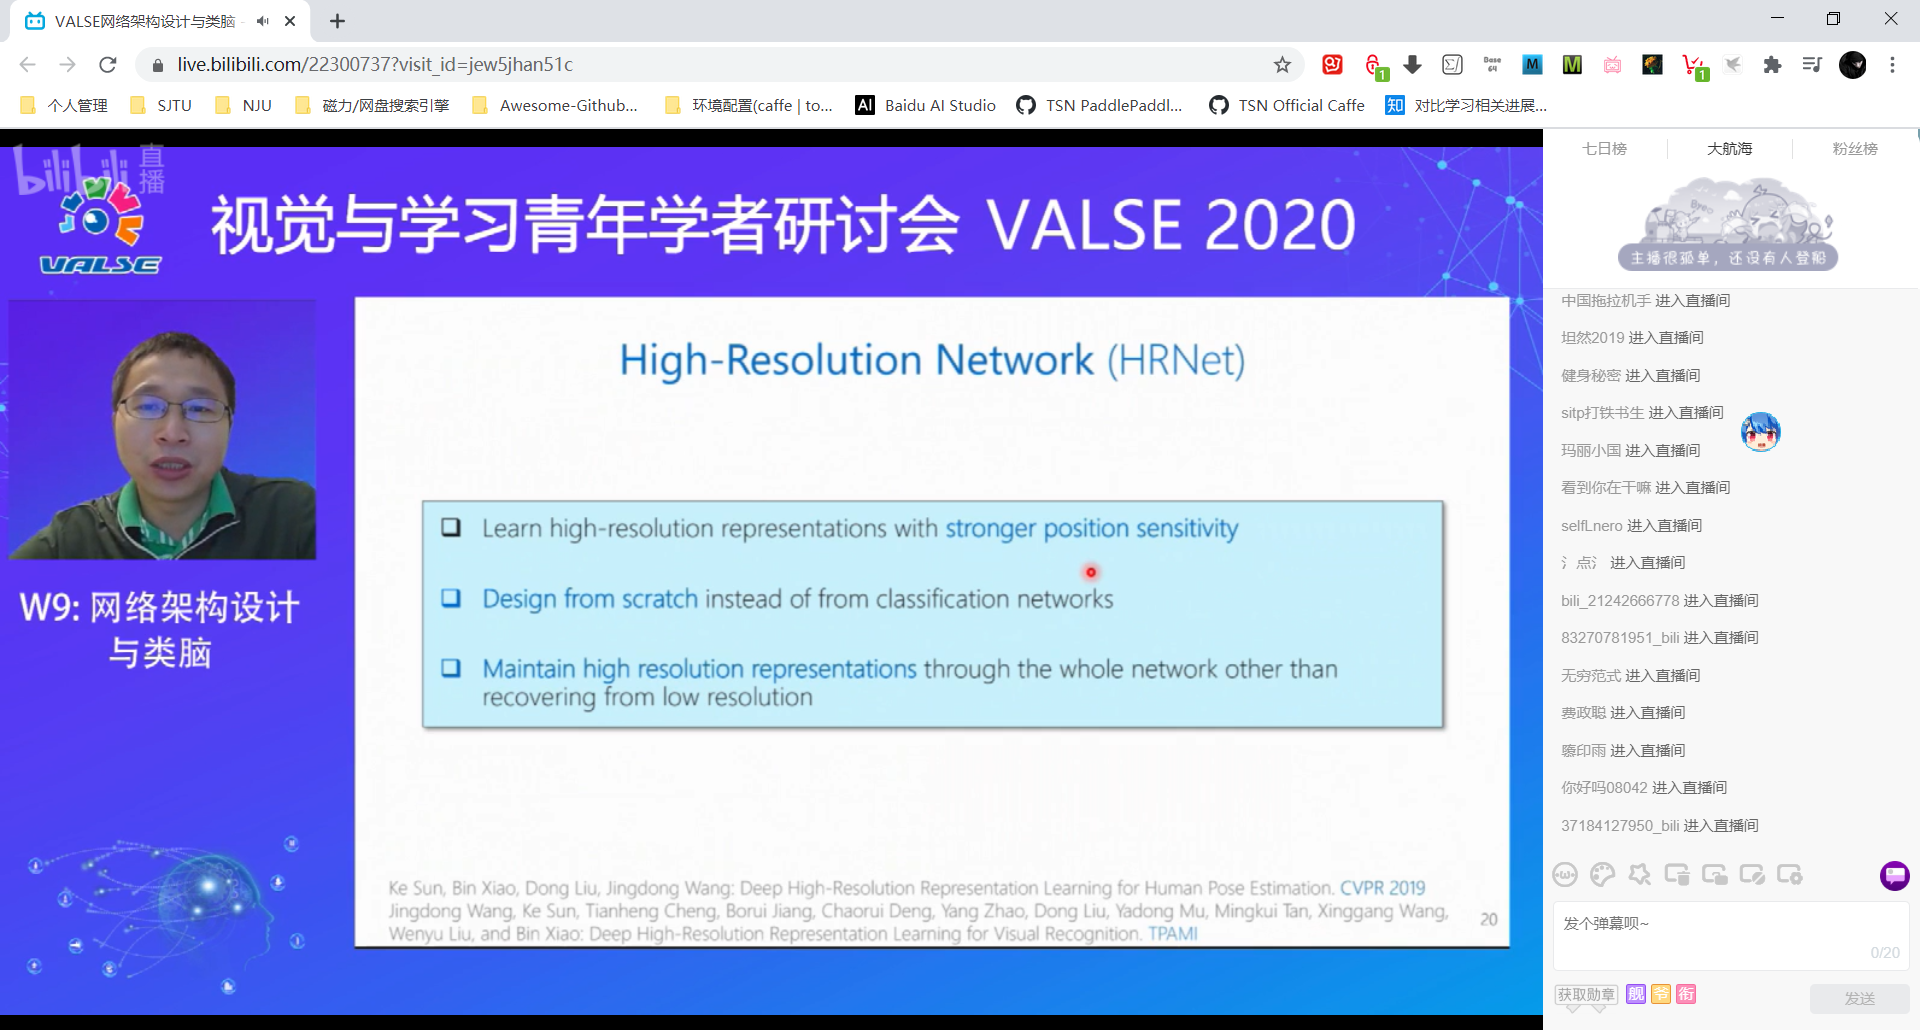 VALSE网络架构设计与类脑
live.bilibili.com/22300737?visit_id=jew5jhan51c
个人管理
SJTU
NJU
磁力/网盘搜索引擎
Awesome-Github...
环境配置(caffe | to...
AI Baidu AI Studio
TSN PaddlePaddl...
TSN Official Caffe
知 对比学习相关进展...
bilibili 直播
VALSE
视觉与学习青年学者研讨会 VALSE 2020
W9: 网络架构设计
与类脑
High-Resolution Network (HRNet)
Learn high-resolution representations with stronger position sensitivity
Design from scratch instead of from classification networks
Maintain high resolution representations through the whole network other than
recovering from low resolution
Ke Sun, Bin Xiao, Dong Liu, Jingdong Wang: Deep High-Resolution Representation Learning for Human Pose Estimation. CVPR 2019
Jingdong Wang, Ke Sun, Tianheng Cheng, Borui Jiang, Chaorui Deng, Yang Zhao, Dong Liu, Yadong Mu, Mingkui Tan, Xinggang Wang,
Wenyu Liu, and Bin Xiao: Deep High-Resolution Representation Learning for Visual Recognition. TPAMI
20
七日榜
大航海
粉丝榜
主播很孤单，还没有人登船
中国拖拉机手 进入直播间
坦然2019 进入直播间
健身秘密 进入直播间
sitp打铁书生 进入直播间
玛丽小国 进入直播间
看到你在干嘛 进入直播间
selfLnero 进入直播间
氵点氵 进入直播间
bili_21242666778 进入直播间
83270781951_bili 进入直播间
无穷范式 进入直播间
费政聪 进入直播间
进入直播间
你好吗08042 进入直播间
37184127950_bili 进入直播间
发个弹幕呗~
0/20
获取勋章
舰
爷
衔
发送